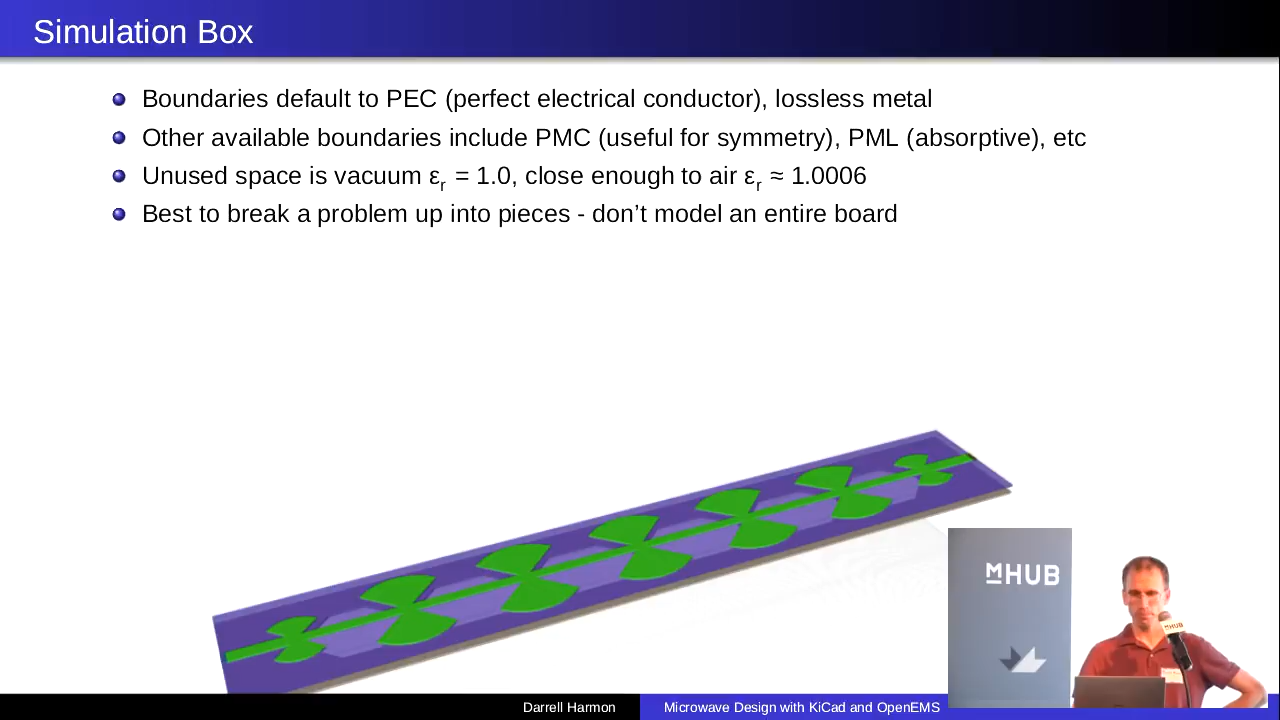 Simulation Box
Boundaries default to PEC (perfect electrical conductor), lossless metal
Other available boundaries include PMC (useful for symmetry), PML (absorptive), etc
Unused space is vacuum εr = 1.0, close enough to air εr ≈ 1.0006
Best to break a problem up into pieces - don’t model an entire board
MHUB
MHUB
Darrell Harmon
Microwave Design with KiCad and OpenEMS